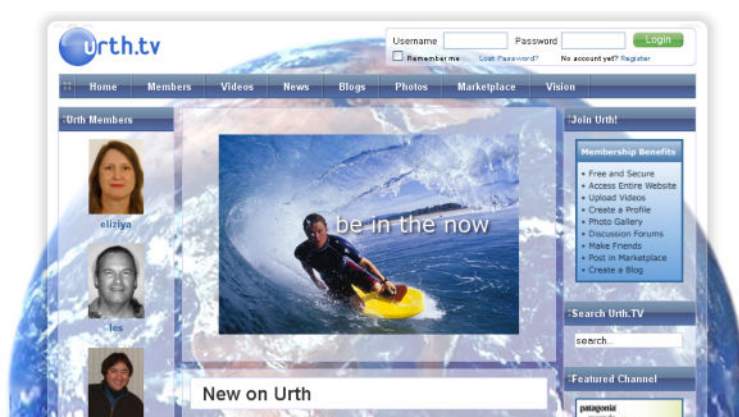 urth.tv
Username Password Login
Remember me Lost Password? No account yet? Register
Home Members Videos News Blogs Photos Marketplace Vision
Urth Members
eliziya
les
be in the now
New on Urth
Join Urth!
Membership Benefits
• Free and Secure
• Access Entire Website
• Upload Videos
• Create a Profile
• Photo Gallery
• Discussion Forums
• Make Friends
• Post in Marketplace
• Create a Blog
Search Urth.TV
search...
Featured Channel
patagonia